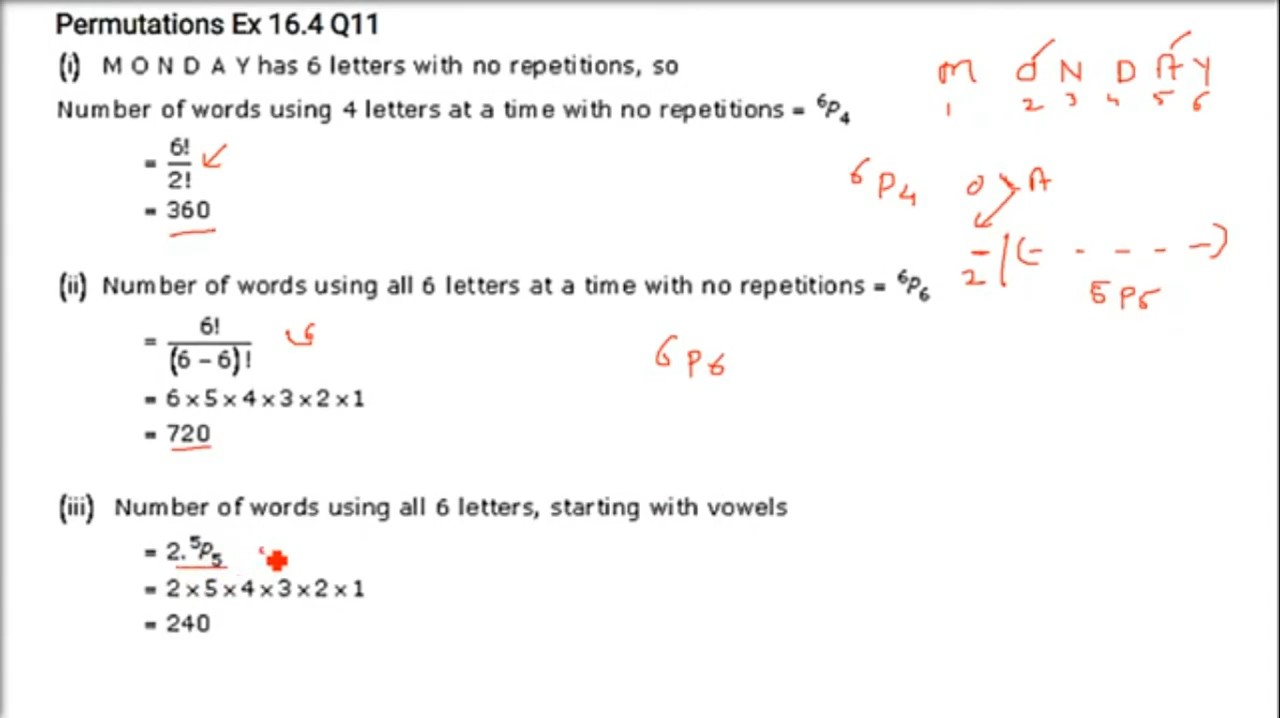 Permutations Ex 16.4 Q11
(i) M O N D A Y has 6 letters with no repetitions, so
Number of words using 4 letters at a time with no repetitions = ⁶P₄
= 6!/2!
= 360
(ii) Number of words using all 6 letters at a time with no repetitions = ⁶P₆
= 6!/(6 – 6)!
= 6 × 5 × 4 × 3 × 2 × 1
= 720
(iii) Number of words using all 6 letters, starting with vowels
= 2.⁵P₅
= 2 × 5 × 4 × 3 × 2 × 1
= 240
M O N D A Y
1 2 3 4 5 6
6P4 O A
2 5P5
6P6